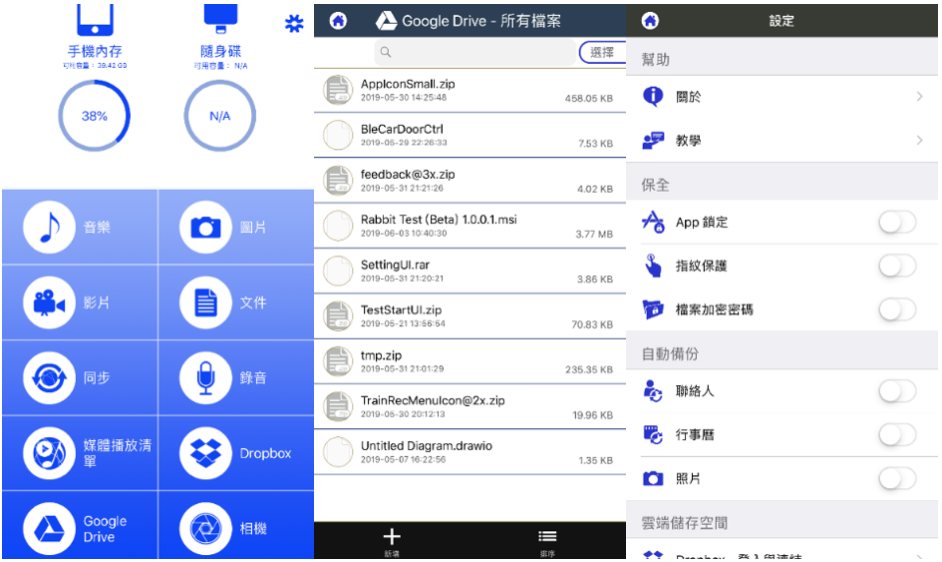 手機內存
可用容量：39.42 GB
38%
隨身碟
可用容量：N/A
N/A
音樂
圖片
影片
文件
同步
錄音
媒體播放清
單
Dropbox
Google
Drive
相機
Google Drive - 所有檔案
選擇
AppIconSmall.zip
2019-05-30 14:25:48
458.05 KB
BleCarDoorCtrl
2019-05-29 22:26:33
7.53 KB
feedback@3x.zip
2019-05-31 21:21:26
4.02 KB
Rabbit Test (Beta) 1.0.0.1.msi
2019-06-03 10:40:30
3.77 MB
SettingUI.rar
2019-05-31 21:20:21
3.86 KB
TestStartUI.zip
2019-05-21 13:56:54
70.83 KB
tmp.zip
2019-05-31 21:01:29
235.35 KB
TrainRecMenuIcon@2x.zip
2019-05-30 20:12:13
19.96 KB
Untitled Diagram.drawio
2019-05-07 16:22:56
1.35 KB
新增
選序
設定
幫助
關於
教學
保全
App 鎖定
指紋保護
檔案加密密碼
自動備份
聯絡人
行事曆
照片
雲端儲存空間
Dropbox - 登入與連結